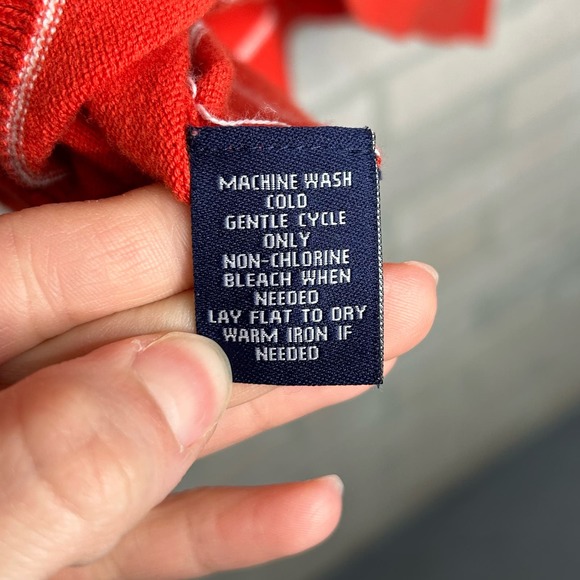 MACHINE WASH
COLD
GENTLE CYCLE
ONLY
NON-CHLORINE
BLEACH WHEN
NEEDED
LAY FLAT TO DRY
WARM IRON IF
NEEDED